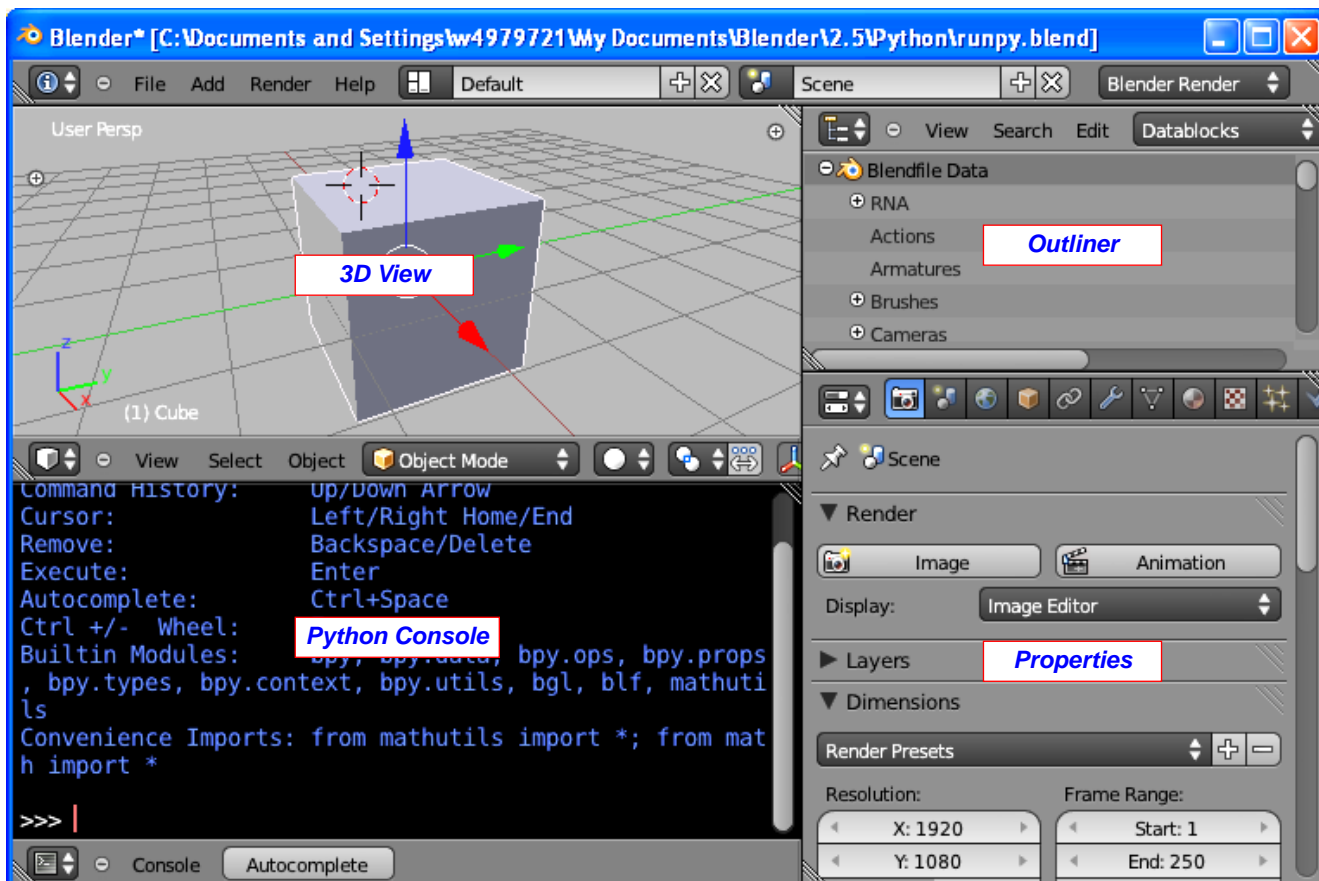 Blender* [C:\Documents and Settings\w4979721\My Documents\Blender\2.5\Python\runpy.blend]
File Add Render Help Default Scene Blender Render
User Persp
3D View
z
y
x
(1) Cube
View Select Object Object Mode
View Search Edit Datablocks
Blendfile Data
RNA
Actions
Outliner
Armatures
Brushes
Cameras
Command History: Up/Down Arrow
Cursor: Left/Right Home/End
Remove: Backspace/Delete
Execute: Enter
Autocomplete: Ctrl+Space
Ctrl +/- Wheel:
Python Console
Builtin Modules: bpy, bpy.data, bpy.ops, bpy.props
, bpy.types, bpy.context, bpy.utils, bgl, blf, mathuti
ls
Convenience Imports: from mathutils import *; from mat
h import *
>>>
Console Autocomplete
Scene
Render
Image Animation
Display: Image Editor
Layers
Properties
Dimensions
Render Presets
Resolution: Frame Range:
X: 1920 Start: 1
Y: 1080 End: 250